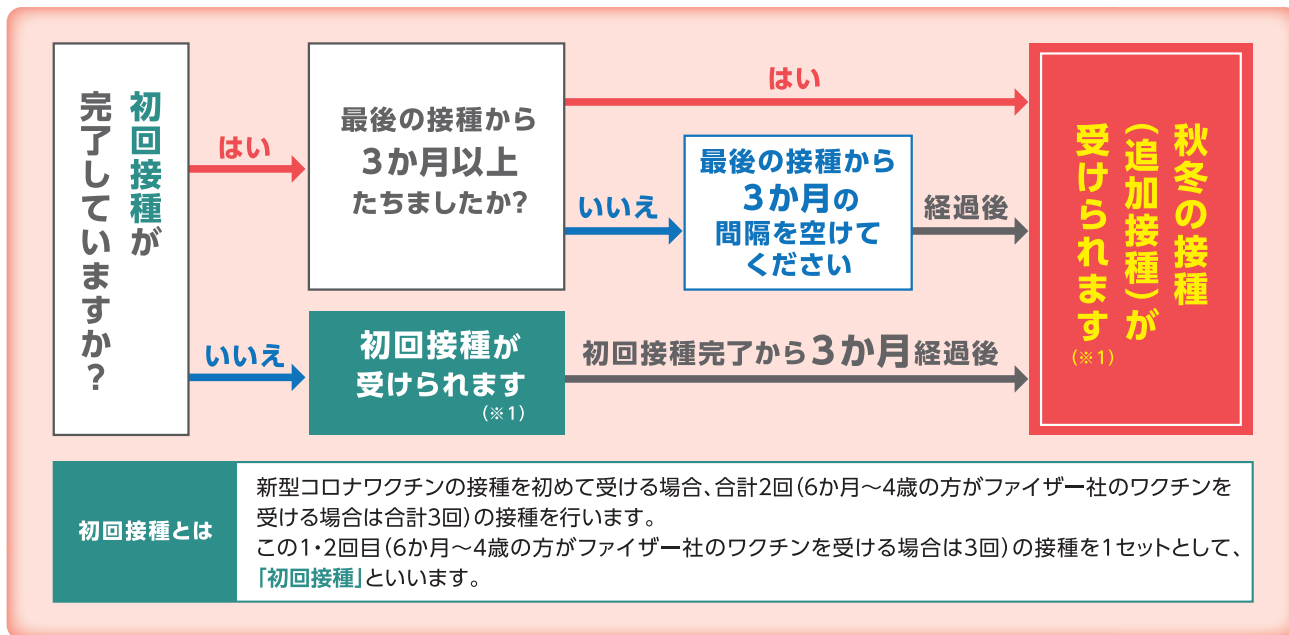 初回接種が
完了していますか?
はい
最後の接種から
3か月以上
たちましたか?
はい
いいえ
最後の接種から
3か月の
間隔を空けて
ください
経過後
秋冬の接種
(追加接種)が
受けられます
(※1)
いいえ
初回接種が
受けられます
(※1)
初回接種完了から3か月経過後
初回接種とは
新型コロナワクチンの接種を初めて受ける場合、合計2回(6か月〜4歳の方がファイザー社のワクチンを
受ける場合は合計3回)の接種を行います。
この1・2回目(6か月〜4歳の方がファイザー社のワクチンを受ける場合は3回)の接種を1セットとして、
「初回接種」といいます。